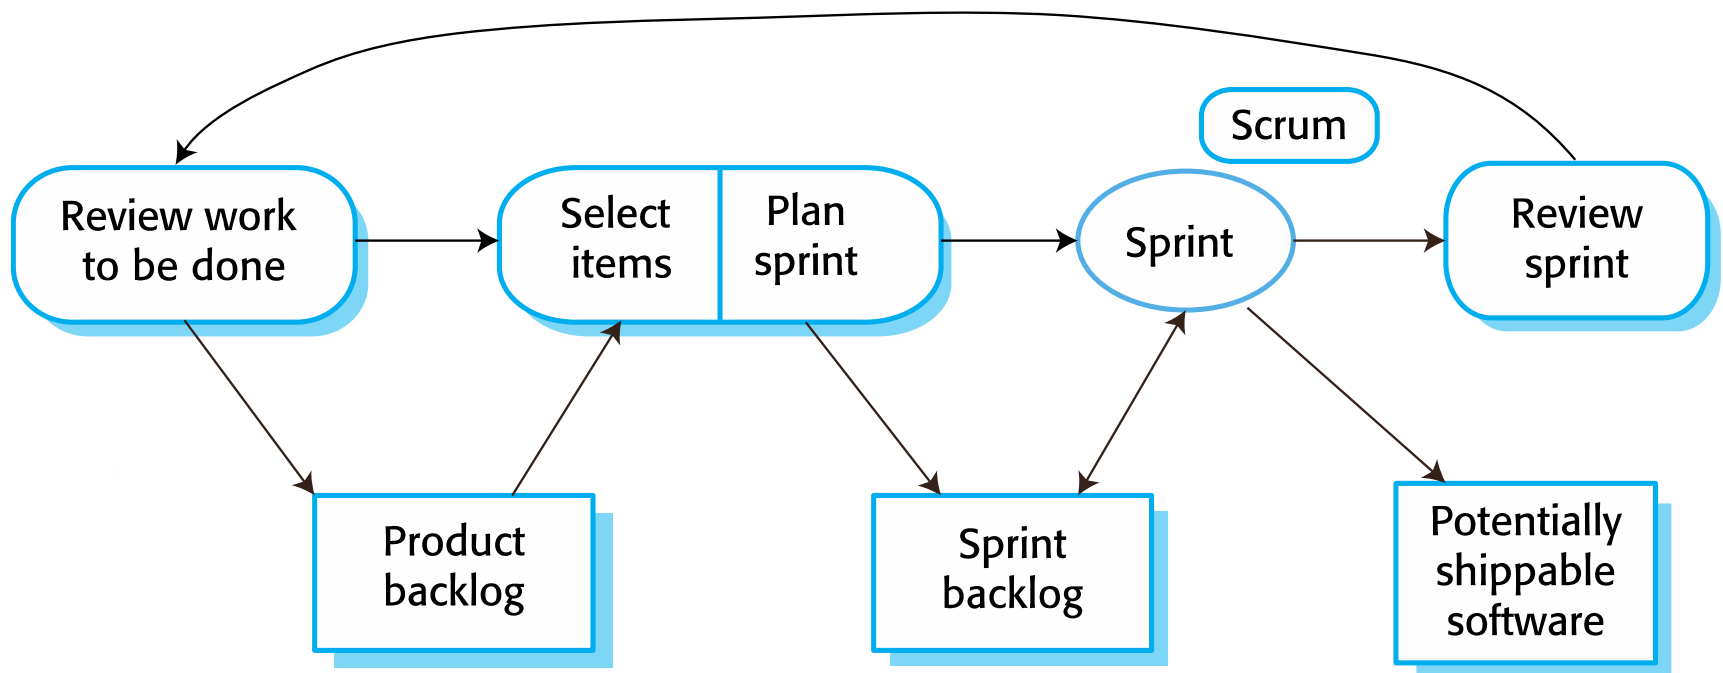 Scrum
Review work
to be done
Select
items
Plan
sprint
Sprint
Review
sprint
Product
backlog
Sprint
backlog
Potentially
shippable
software